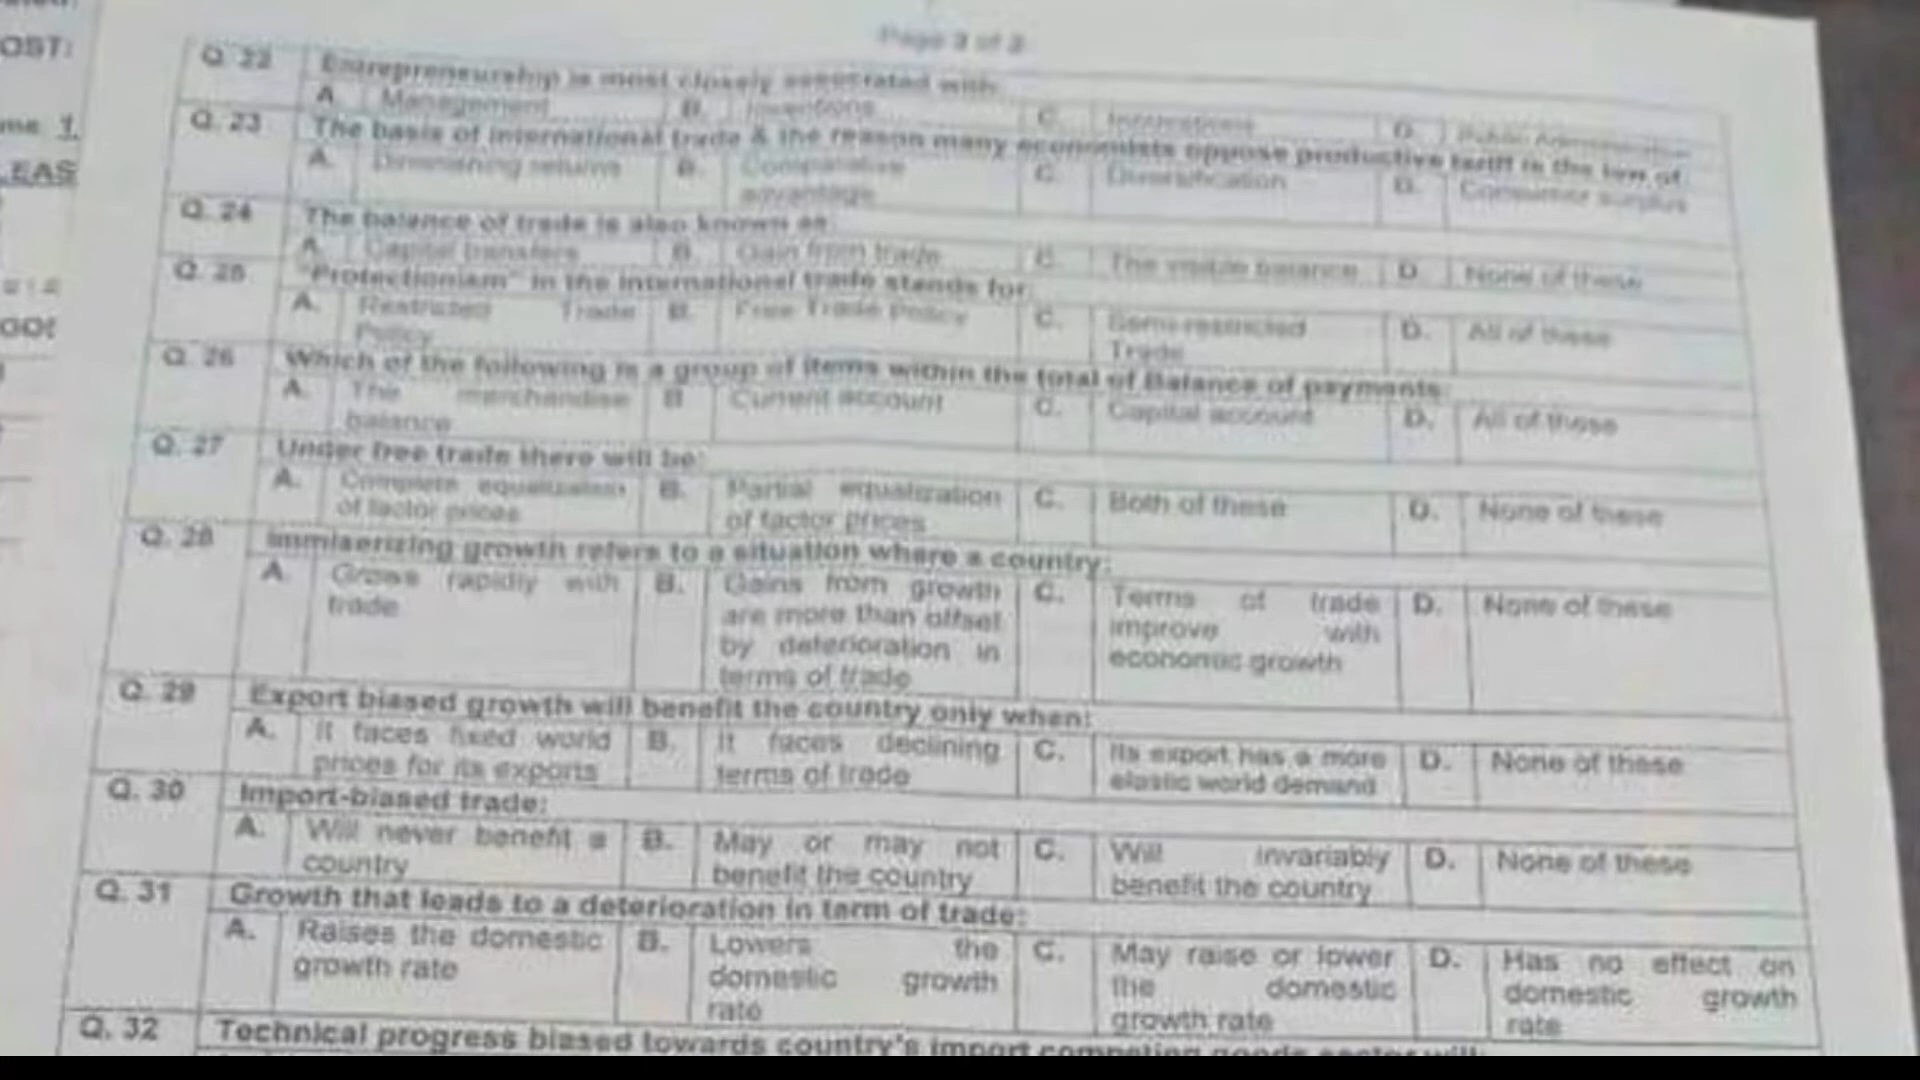 OST:
me 1
EAS
GOO
Page 2 of 2
Q. 22 Entrepreneurship is most closely associated with:
A. Management B. Inventions C. Innovations D. Public Administration
Q. 23 The basis of international trade & the reason many economists oppose productive tariff is the law of:
A. Diminishing returns B. Comparative C. Diversification D. Consumer surplus
advantage
Q. 24 The balance of trade is also known as:
A. Capital transfers B. Gain from trade C. The visible balance D. None of these
Q. 25 "Protectionism" in the international trade stands for:
A. Restricted Trade B. Free Trade Policy C. Semi-restricted D. All of these
Policy Trade
Q. 26 Which of the following is a group of items within the total of Balance of payments:
A. The merchandise B Current account C. Capital account D. All of these
balance
Q. 27 Under free trade there will be:
A. Complete equalization B. Partial equalization C. Both of these D. None of these
of factor prices of factor prices
Q. 28 Immiserizing growth refers to a situation where a country:
A. Grows rapidly with B. Gains from growth C. Terms of trade D. None of these
trade are more than offset improve with
by deterioration in economic growth
terms of trade
Q. 29 Export biased growth will benefit the country only when:
A. It faces fixed world B. It faces declining C. Its export has a more D. None of these
prices for its exports terms of trade elastic world demand
Q. 30 Import-biased trade:
A. Will never benefit a B. May or may not C. Will invariably D. None of these
country benefit the country benefit the country
Q. 31 Growth that leads to a deterioration in term of trade:
A. Raises the domestic B. Lowers the C. May raise or lower D. Has no effect on
growth rate domestic growth the domestic domestic growth
rate growth rate rate
Q. 32 Technical progress biased towards country's import competing goods sector will: